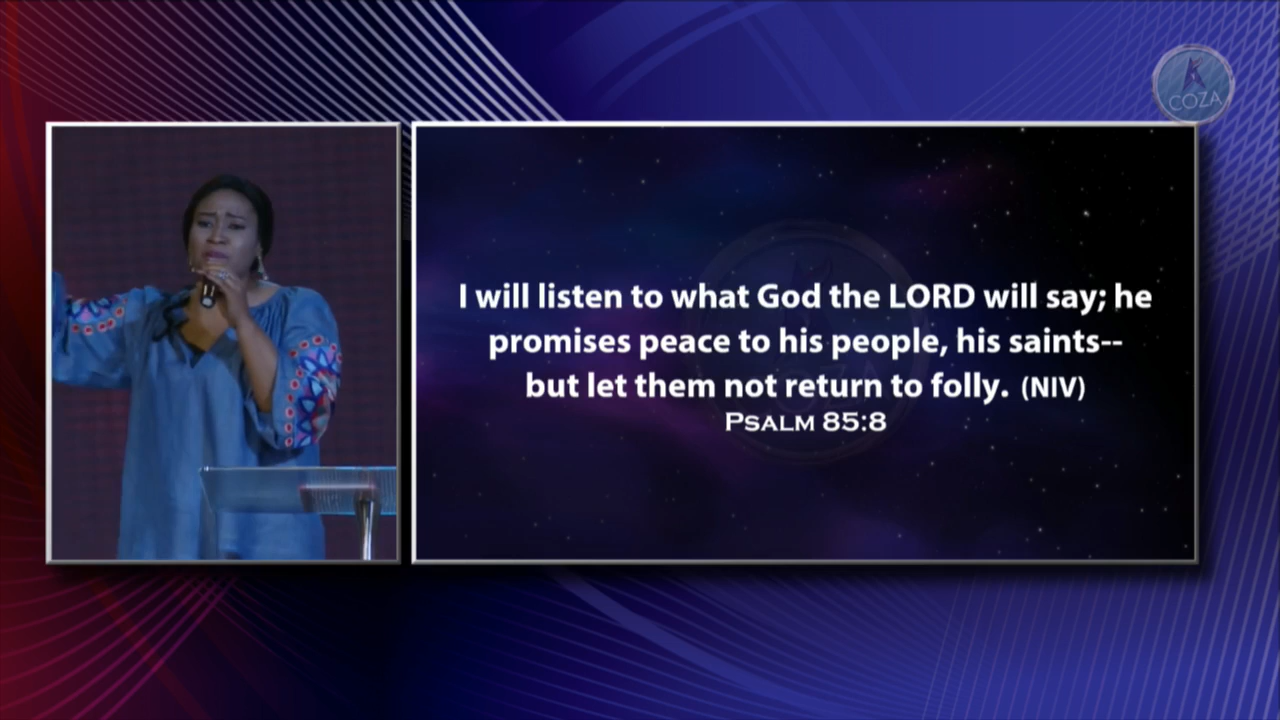 COZA
I will listen to what God the LORD will say; he
promises peace to his people, his saints--
but let them not return to folly. (NIV)
PSALM 85:8